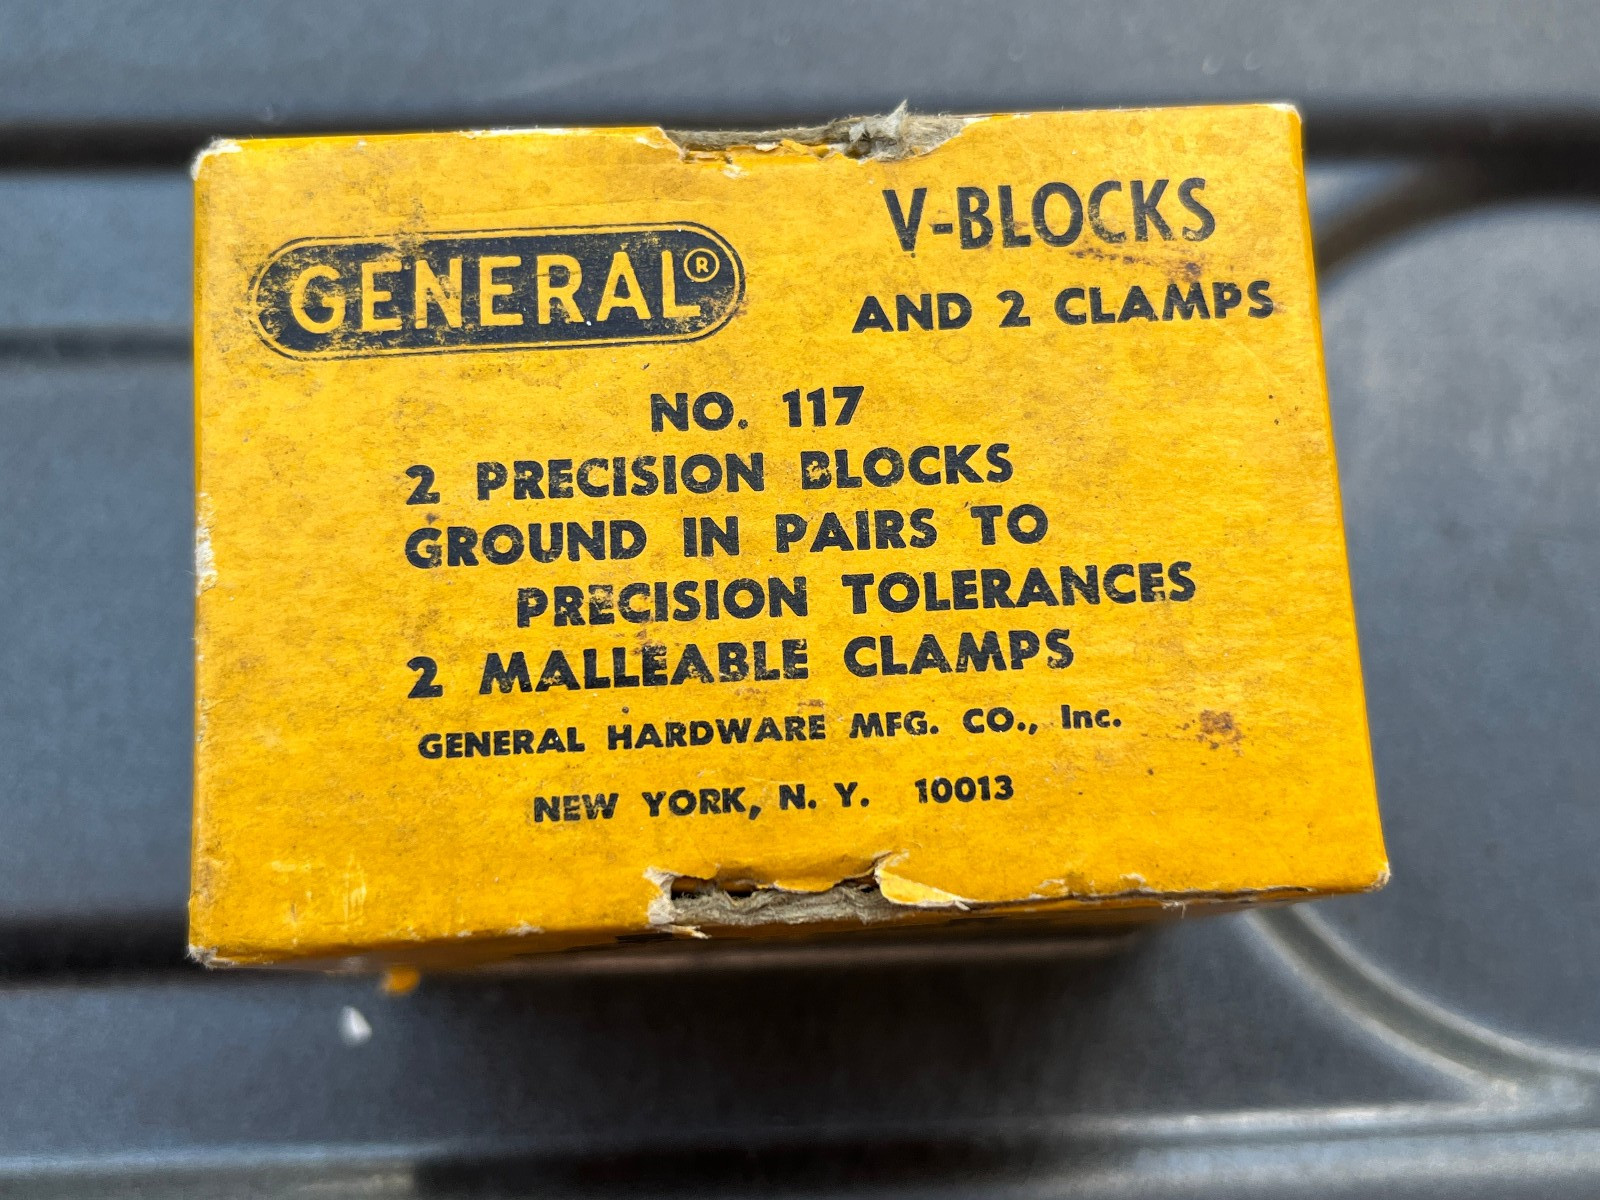 GENERAL®
V-BLOCKS
AND 2 CLAMPS
NO. 117
2 PRECISION BLOCKS
GROUND IN PAIRS TO
PRECISION TOLERANCES
2 MALLEABLE CLAMPS
GENERAL HARDWARE MFG. CO., Inc.
NEW YORK, N. Y. 10013